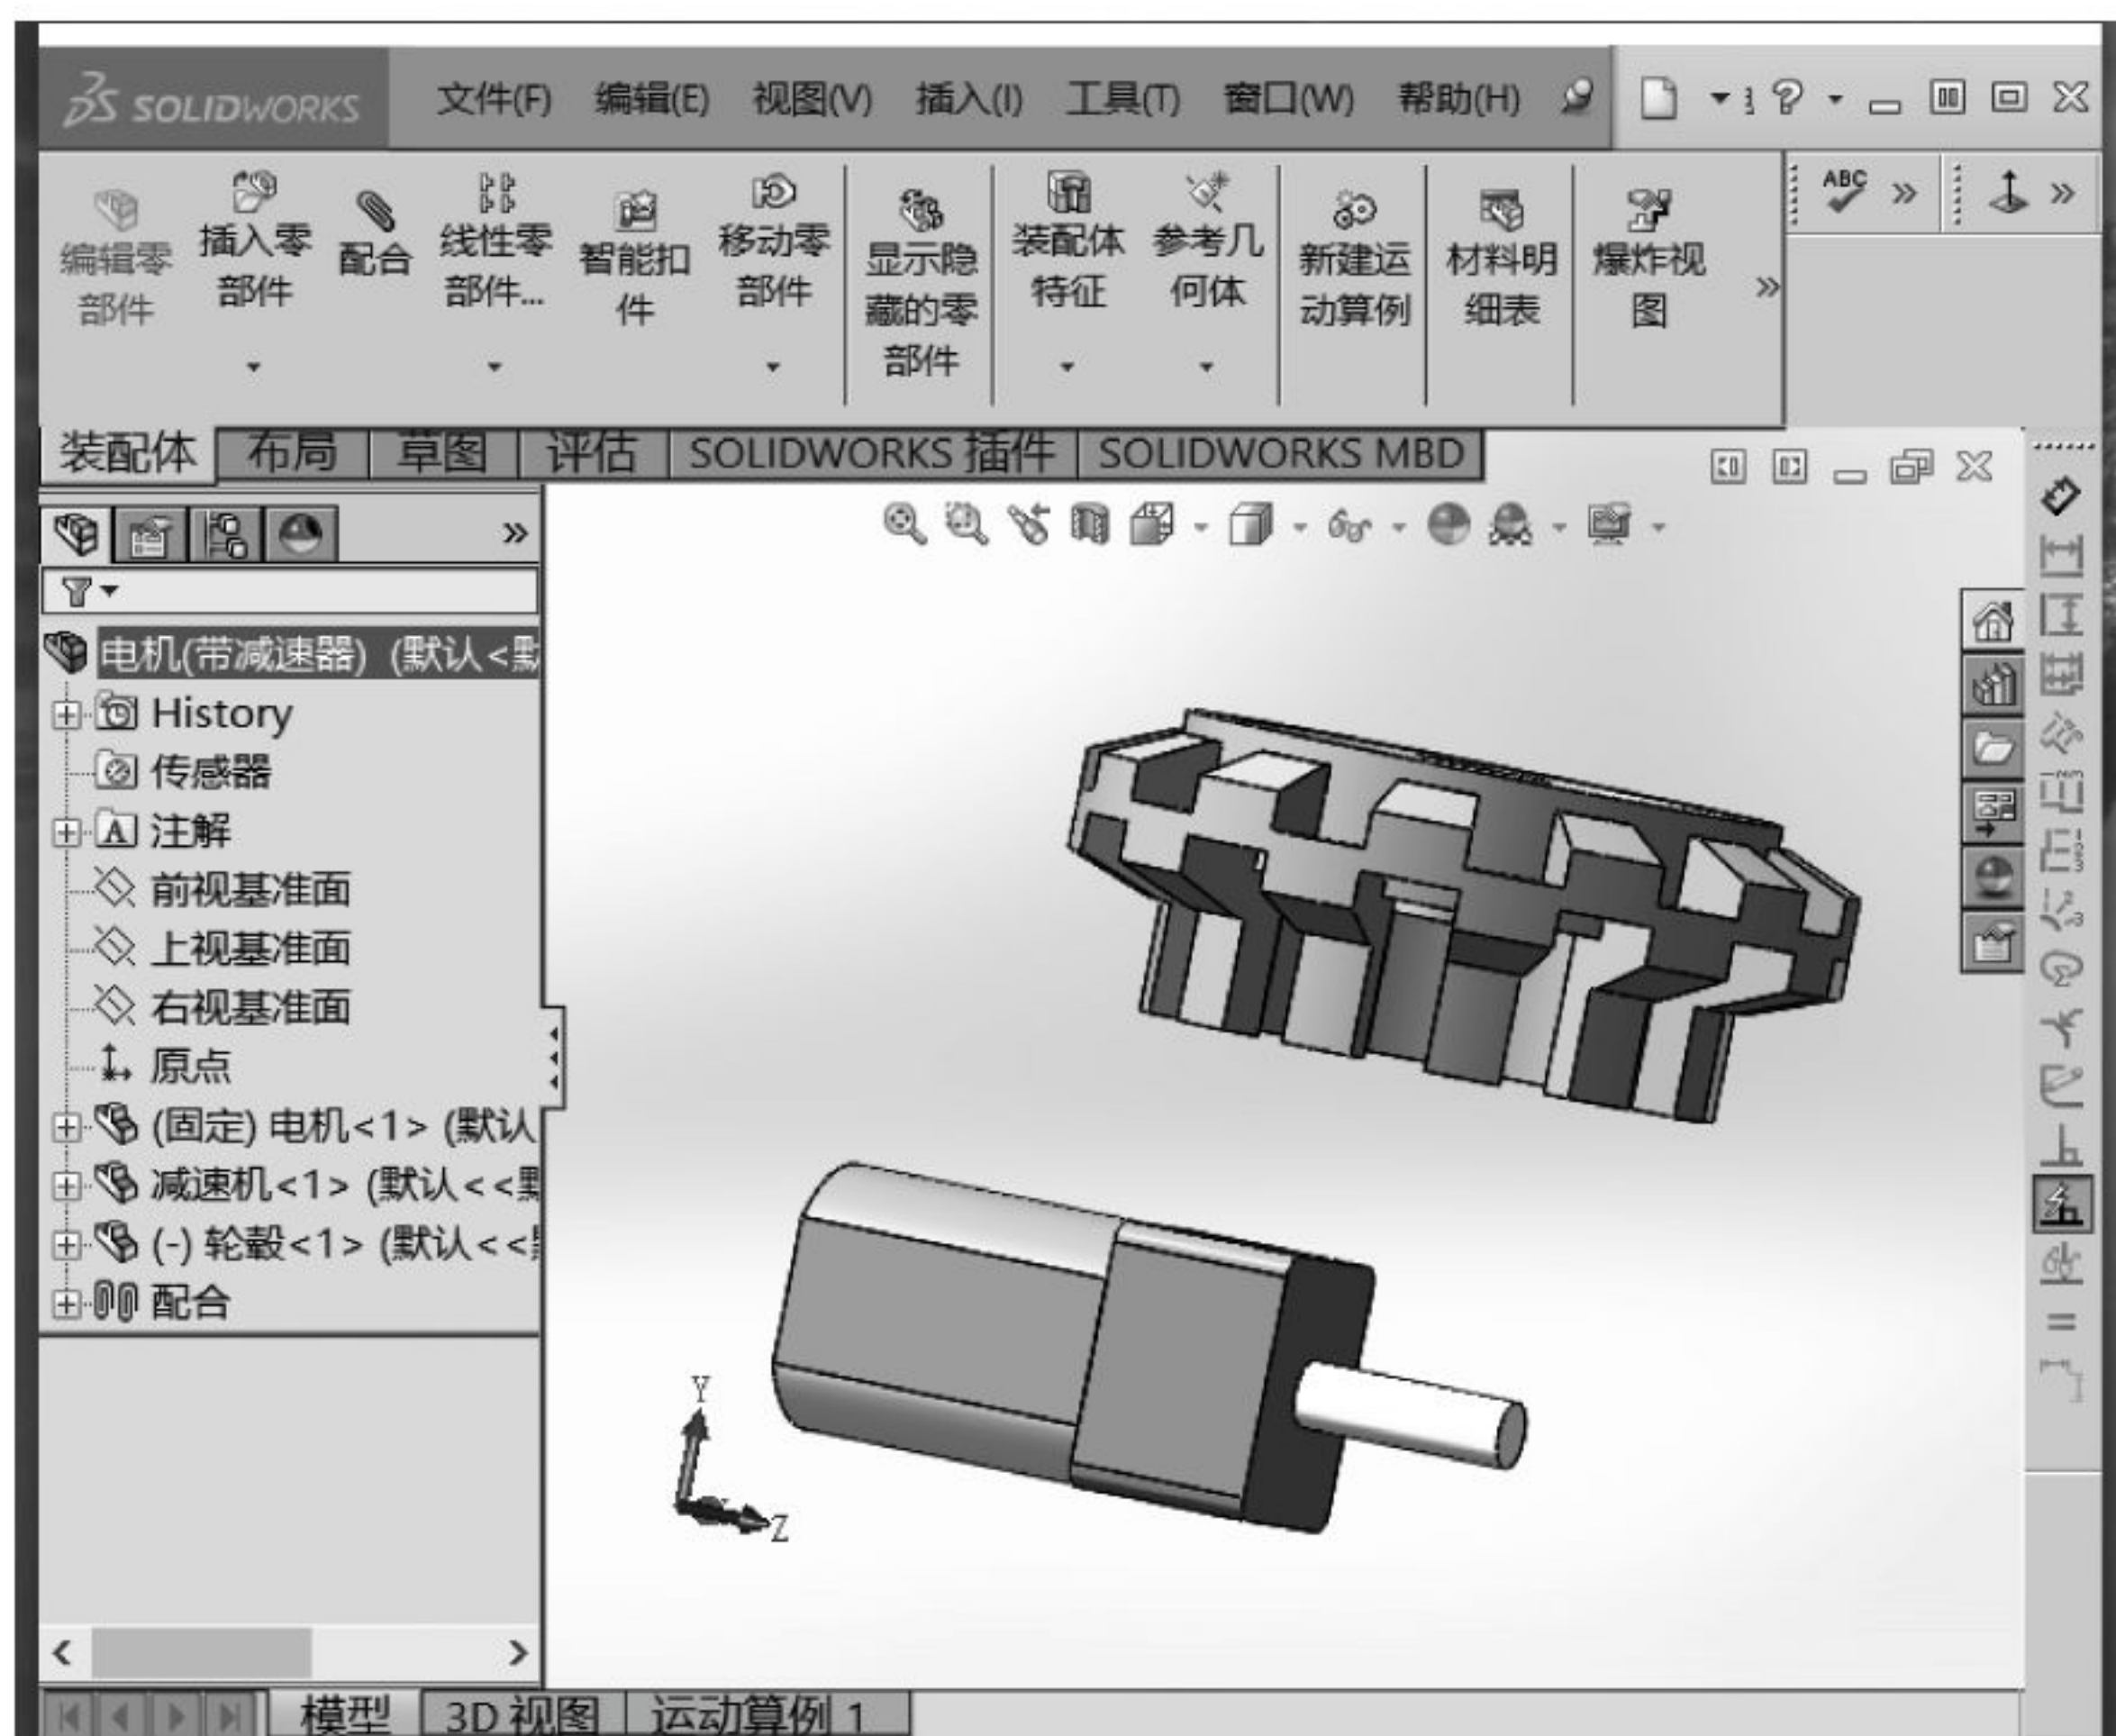 SOLIDWORKS 文件(F) 编辑(E) 视图(V) 插入(I) 工具(T) 窗口(W) 帮助(H)
编辑零
部件
插入零
部件
配合
线性零
部件...
智能扣
件
移动零
部件
显示隐
藏的零
部件
装配体
特征
参考几
何体
新建运
动算例
材料明
细表
爆炸视
图
ABC
装配体 布局 草图 评估 SOLIDWORKS 插件 SOLIDWORKS MBD
电机(带减速器) (默认<默
History
传感器
A 注解
前视基准面
上视基准面
右视基准面
原点
(固定) 电机<1> (默认
减速机<1> (默认<<默
(-) 轮毂<1> (默认<<
配合
Y
Z
模型 3D 视图 运动算例 1